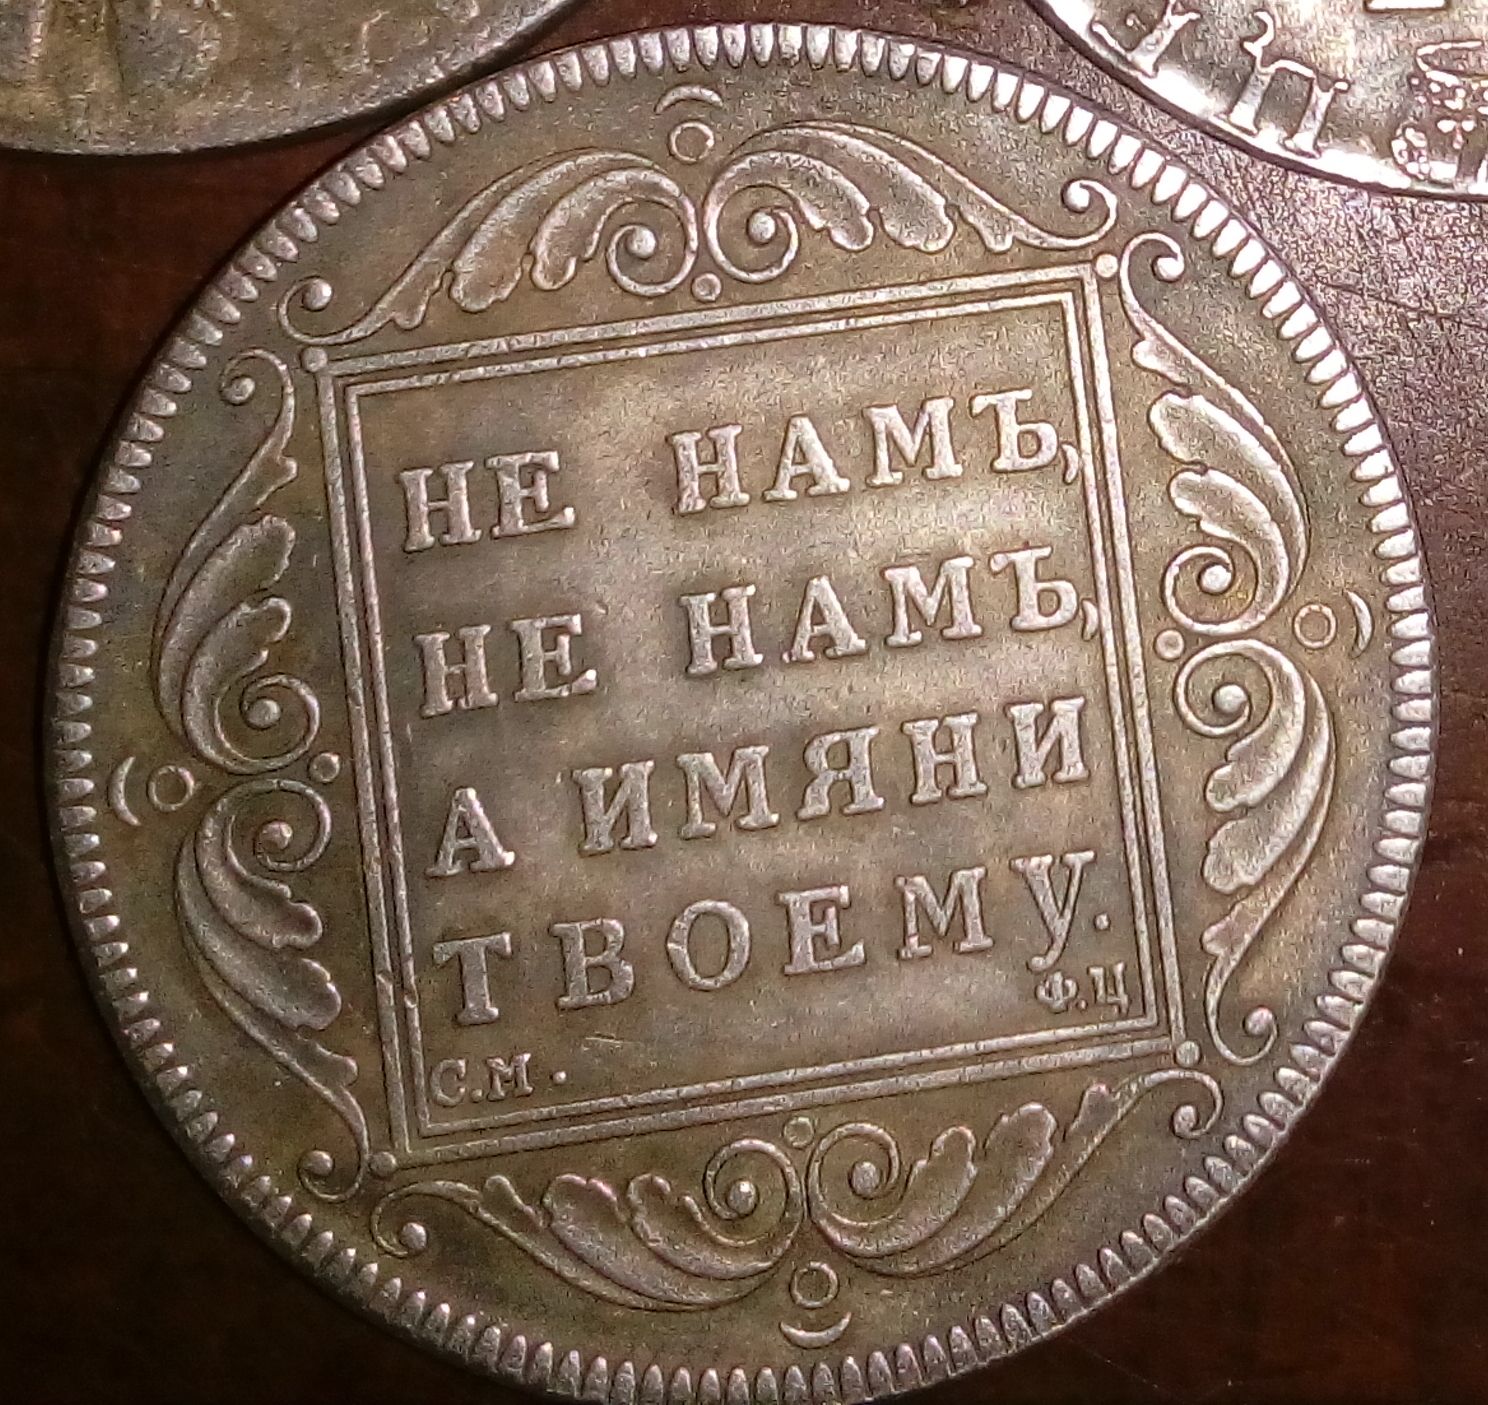 НЕ НАМЪ,
НЕ НАМЪ,
А ИМЯНИ
ТВОЕМУ.
Ф.Ц
С.М.